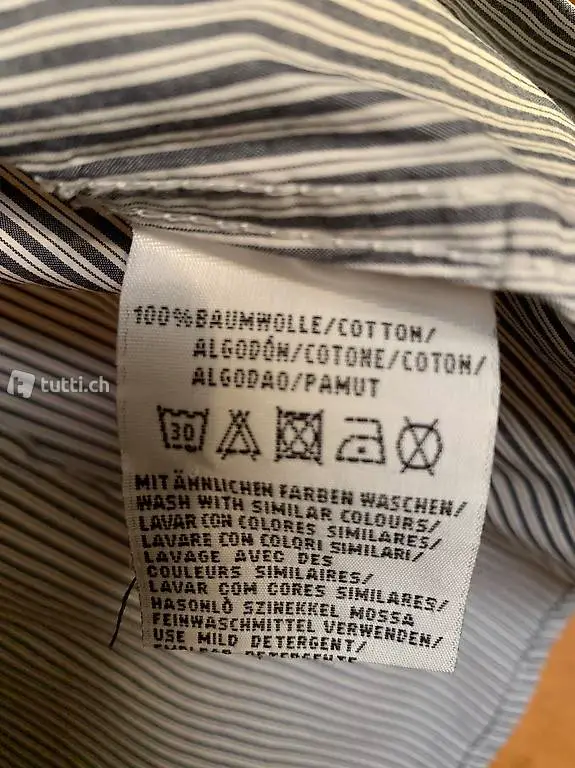 100%BAUMWOLLE/COTTON/
ALGODÓN/COTONE/COTON/
ALGODAO/PAMUT
30
MIT ÄHNLICHEN FARBEN WASCHEN/
WASH WITH SIMILAR COLOURS/
LAVAR CON COLORES SIMILARES/
LAVARE CON COLORI SIMILARI/
LAVAGE AVEC DES
COULEURS SIMILAIRES/
LAVAR COM CORES SIMILARES/
HASONLÓ SZINEKKEL MOSSA
FEINWASCHMITTEL VERWENDEN/
USE MILD DETERGENT/
tutti.ch